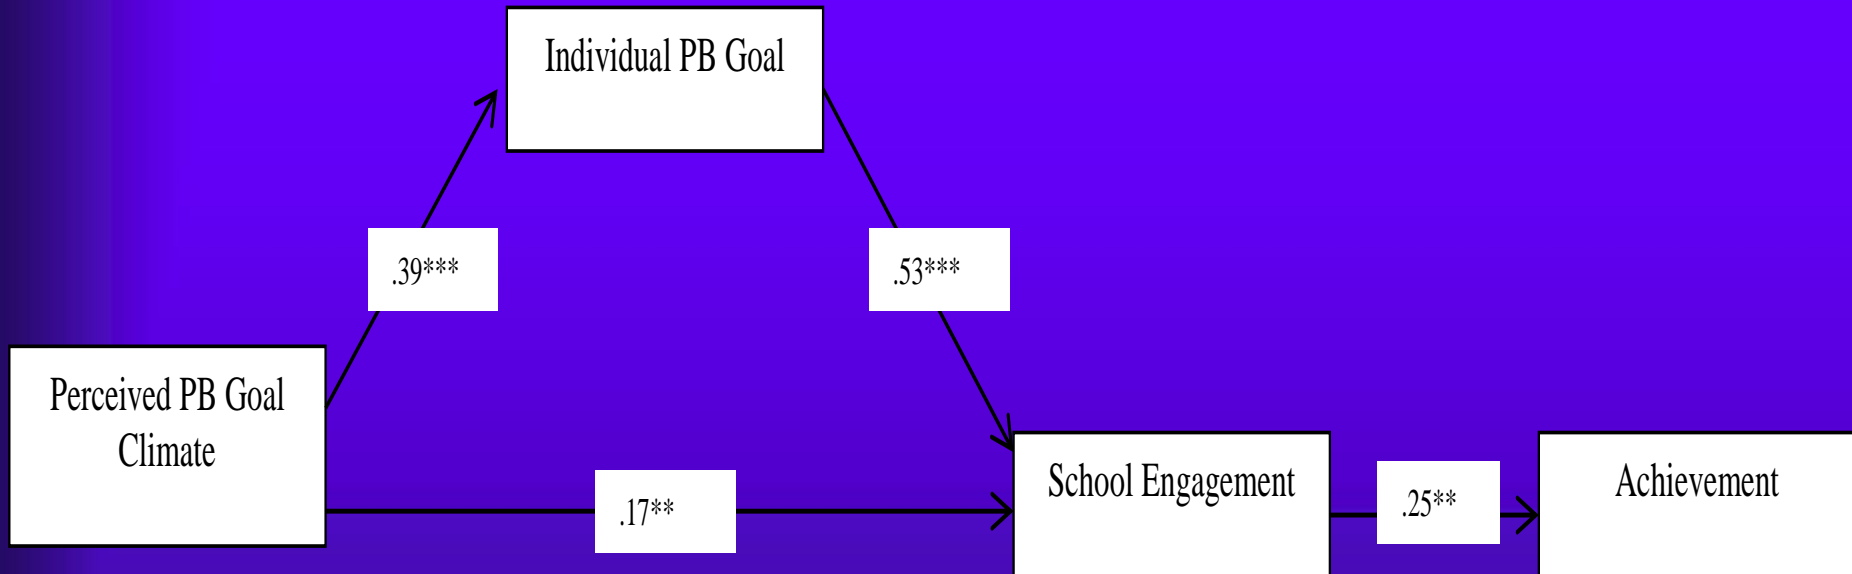 Individual PB Goal
.39***
.53***
Perceived PB Goal
Climate
.17**
School Engagement
.25**
Achievement